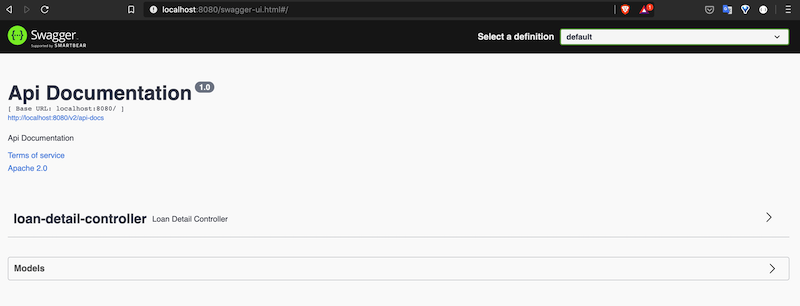 localhost:8080/swagger-ui.html#/
1
Swagger
Supported by SMARTBEAR
Select a definition
default
Api Documentation 1.0
[ Base URL: localhost:8080/ ]
http://localhost:8080/v2/api-docs
Api Documentation
Terms of service
Apache 2.0
loan-detail-controller Loan Detail Controller
Models